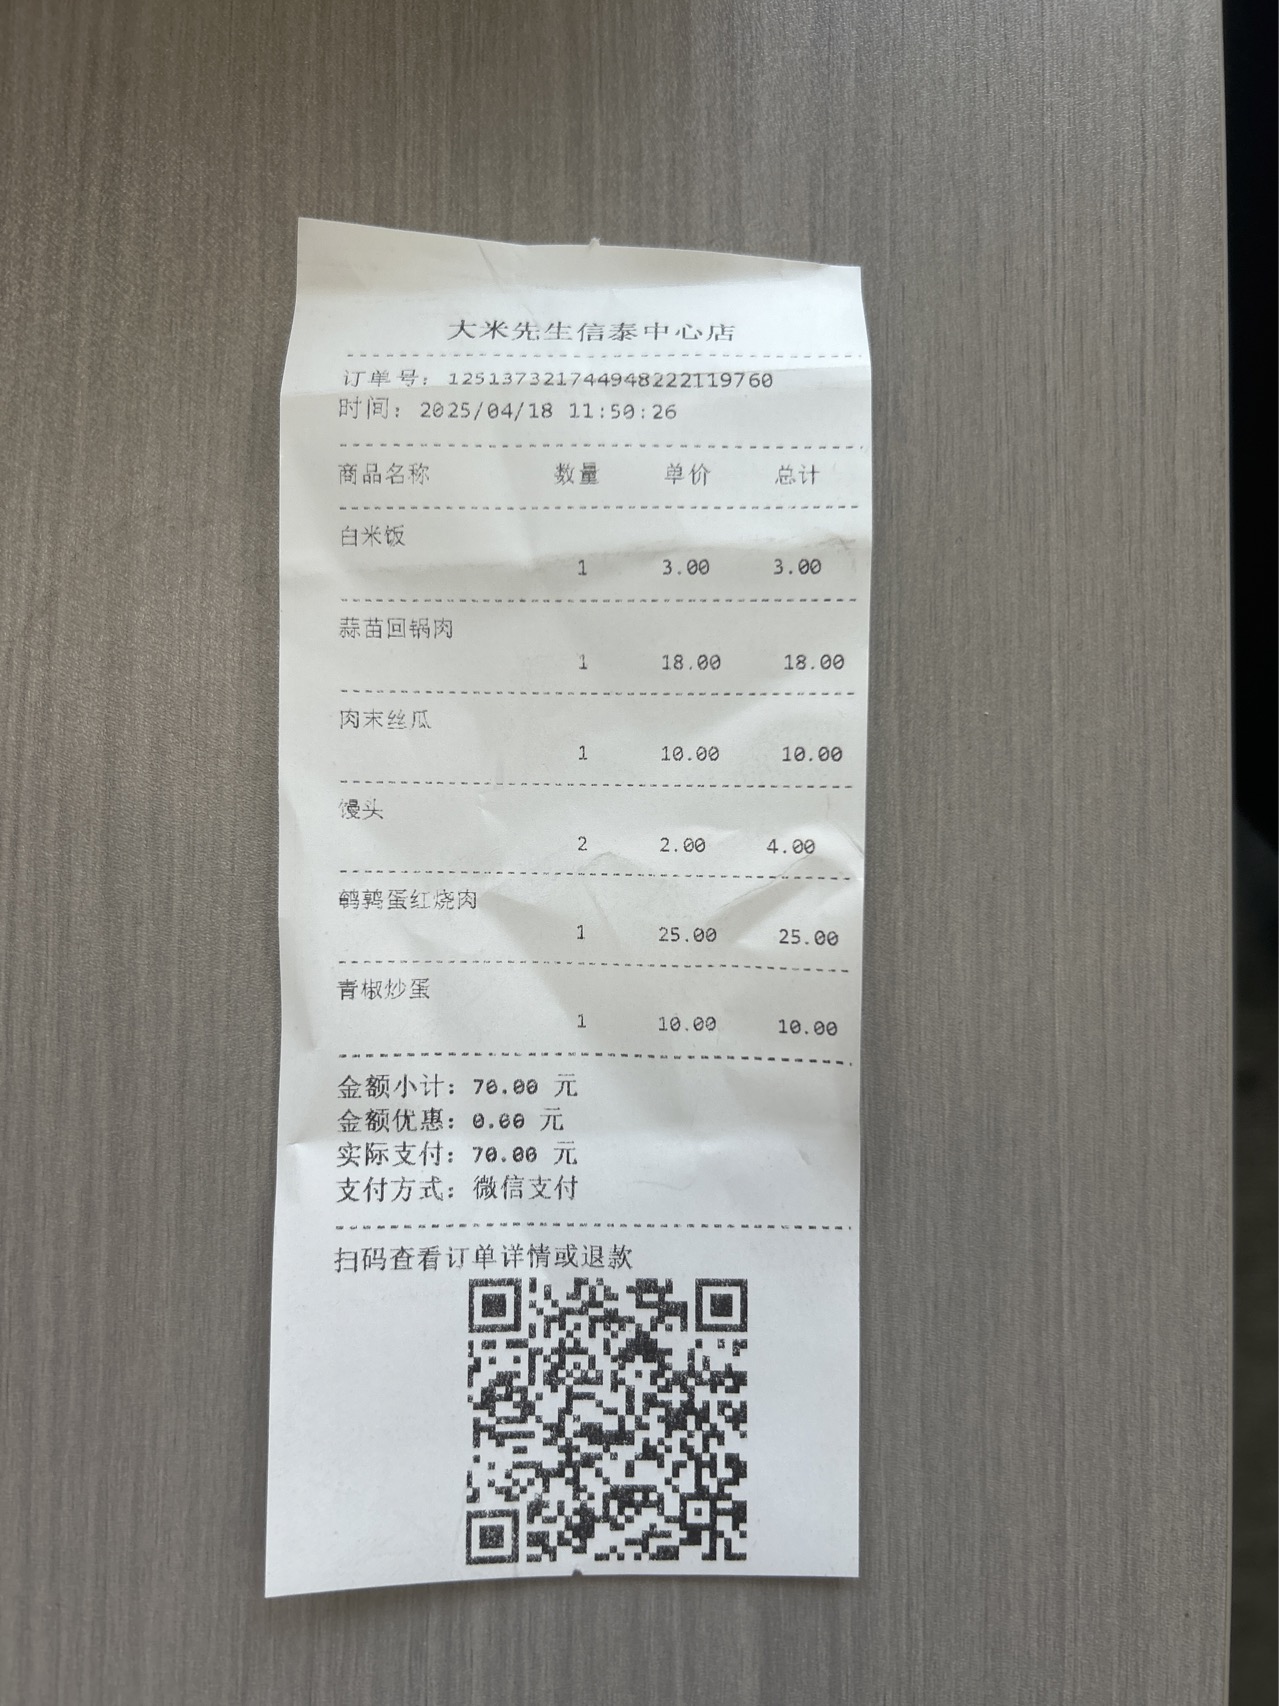 大米先生信泰中心店
订单号: 1251373217449482221​19760
时间: 2025/04/18 11:50:26
商品名称 数量 单价 总计
白米饭
1 3.00 3.00
蒜苗回锅肉
1 18.00 18.00
肉末丝瓜
1 10.00 10.00
馒头
2 2.00 4.00
鹌鹑蛋红烧肉
1 25.00 25.00
青椒炒蛋
1 10.00 10.00
金额小计: 70.00 元
金额优惠: 0.00 元
实际支付: 70.00 元
支付方式: 微信支付
扫码查看订单详情或退款